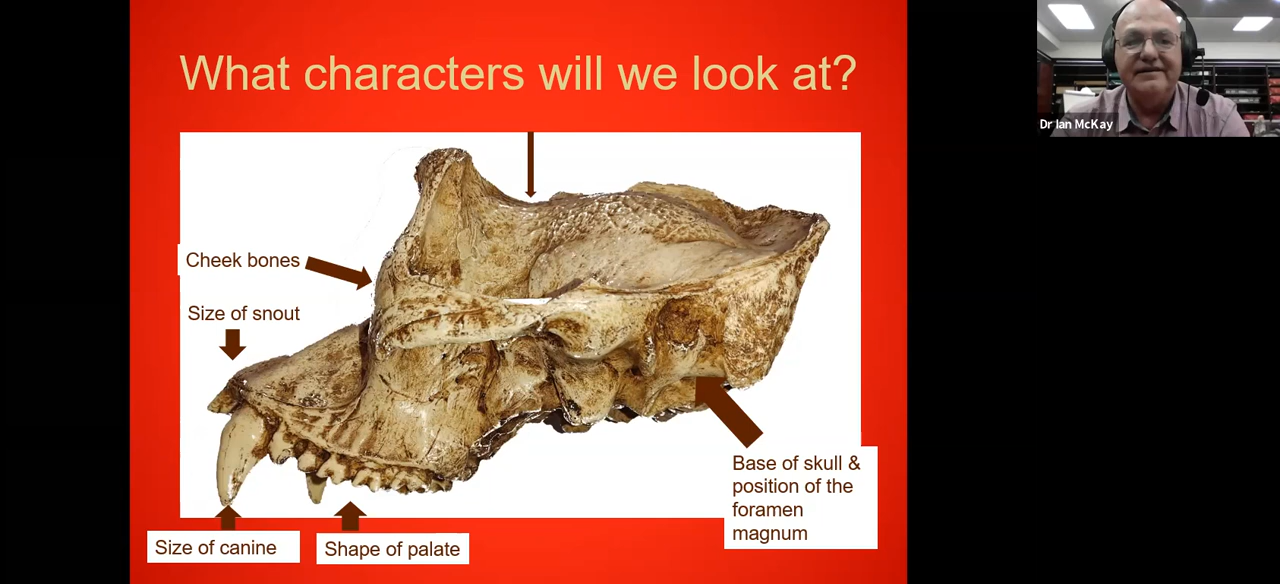 What characters will we look at?
Dr Ian McKay
Cheek bones
Size of snout
Base of skull &
position of the
foramen
magnum
Size of canine
Shape of palate